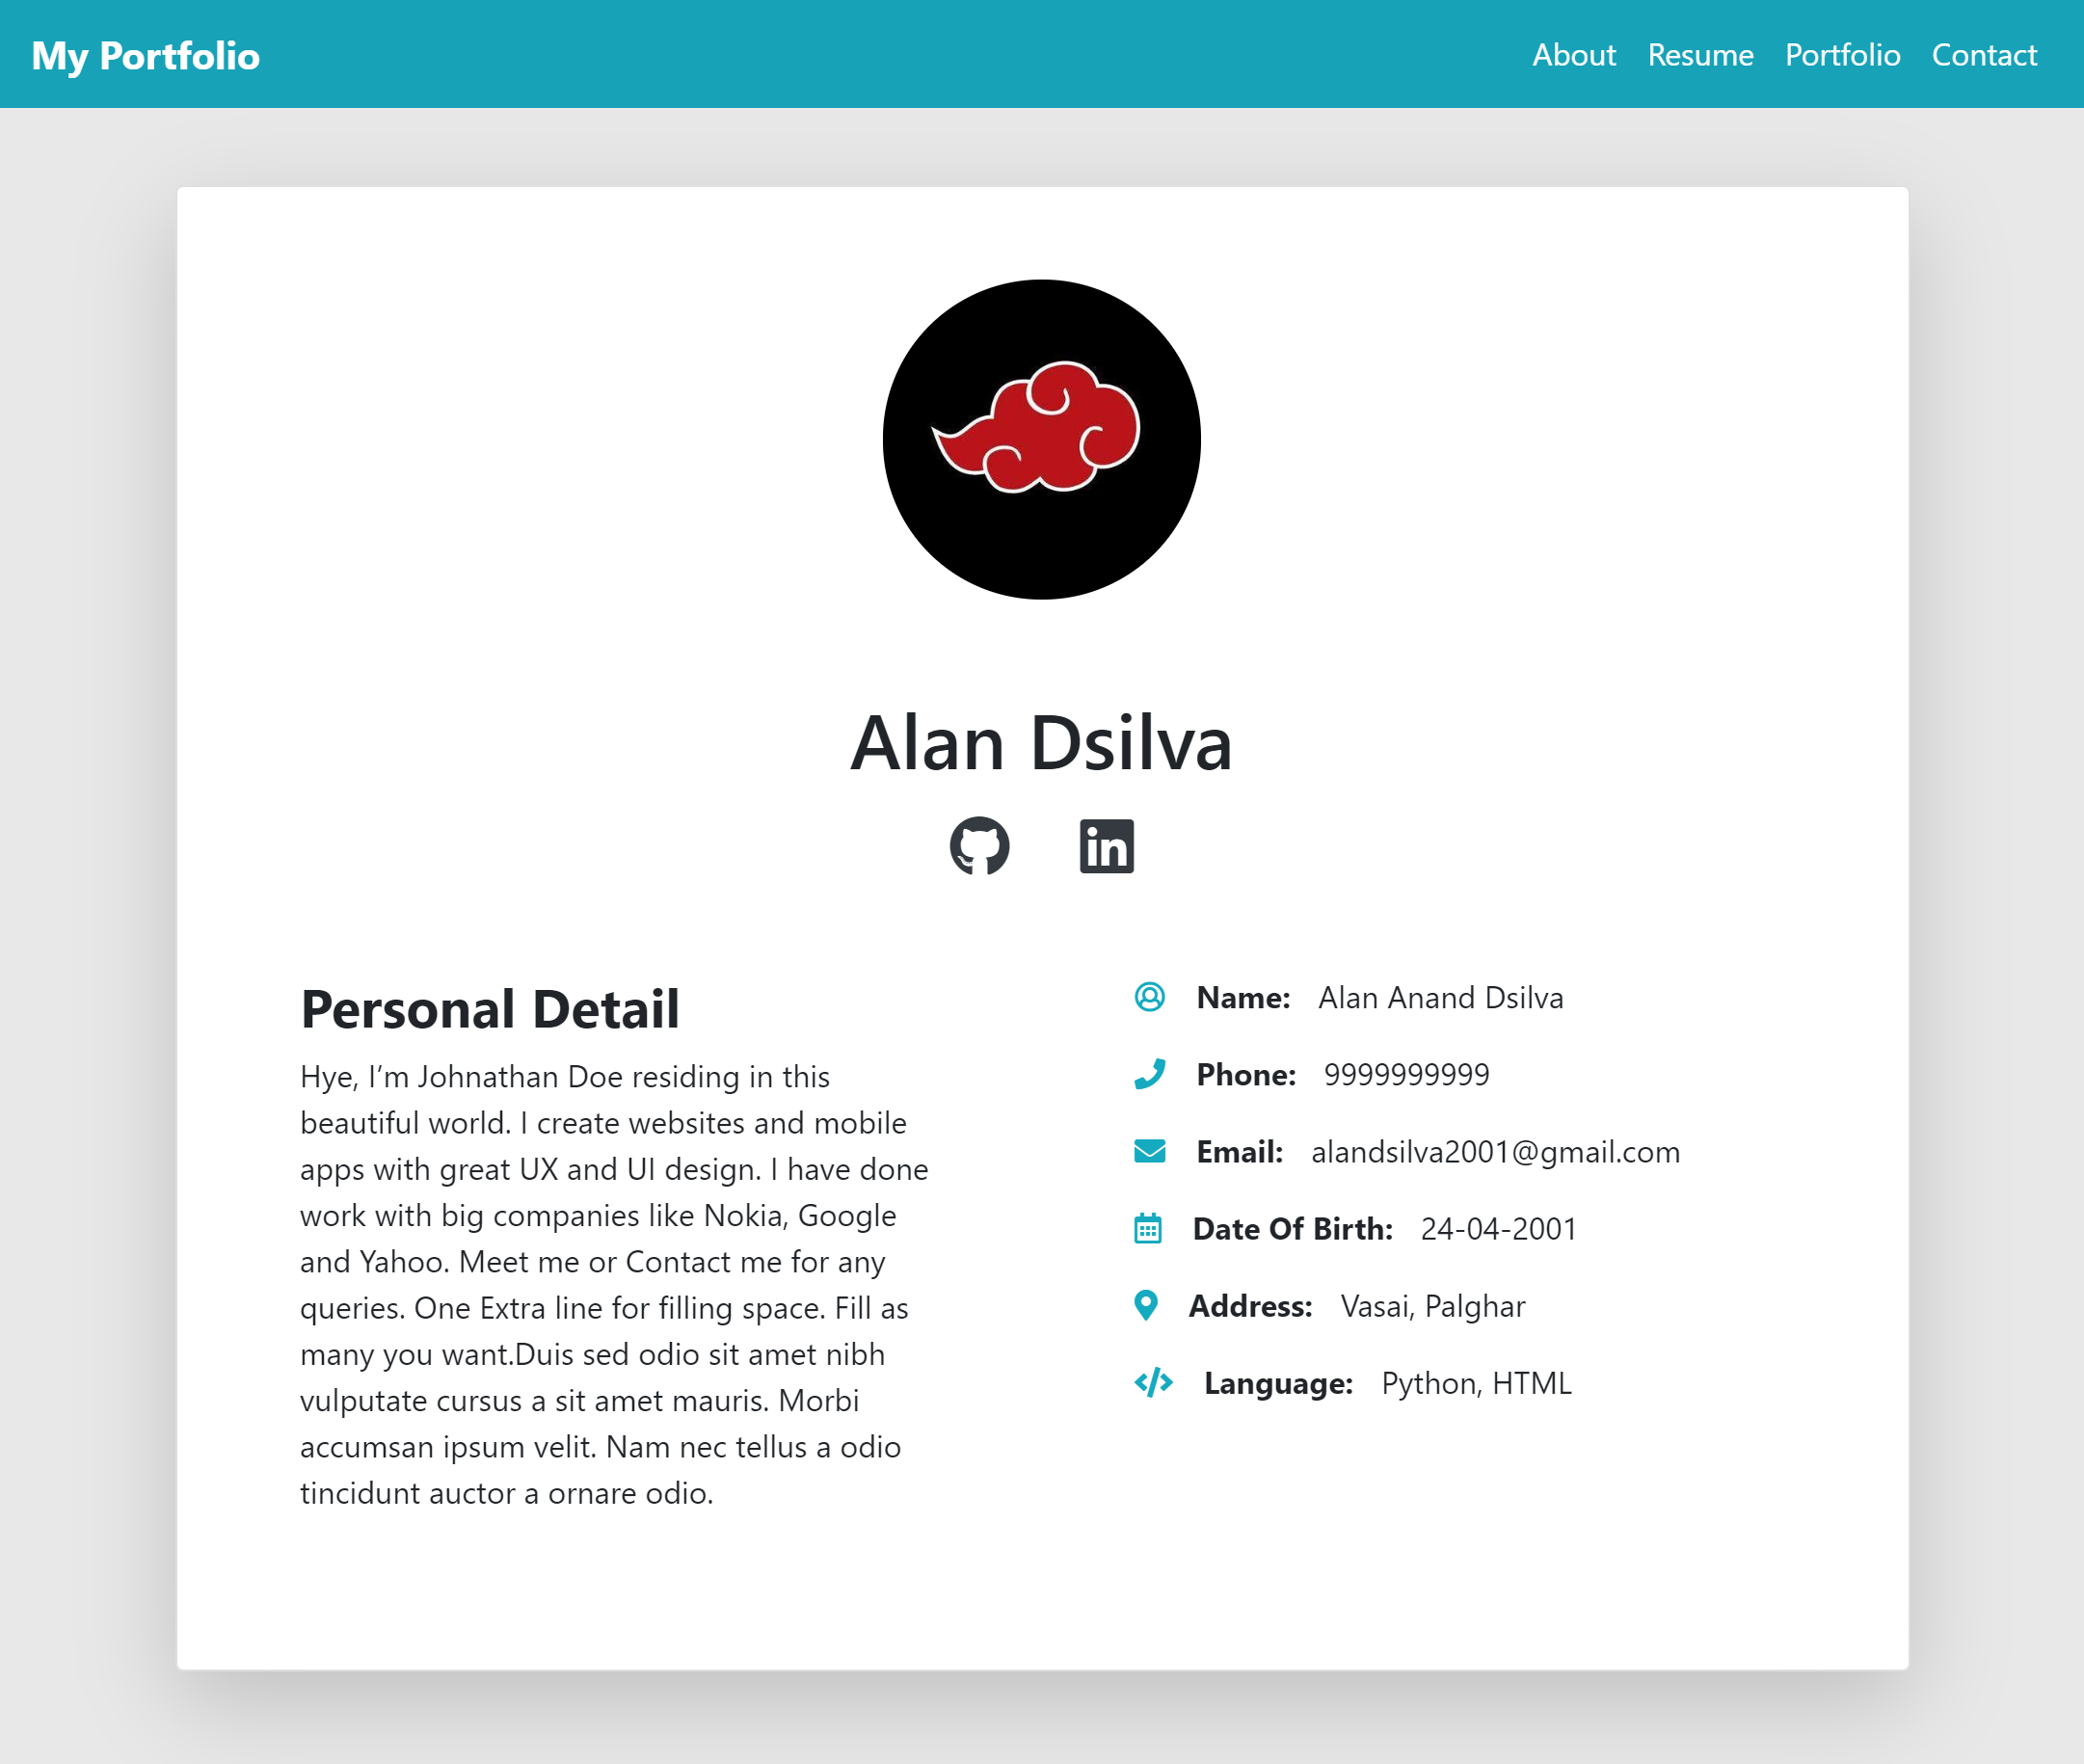 My Portfolio
About Resume Portfolio Contact
Alan Dsilva
in
Personal Detail
Hye, I’m Johnathan Doe residing in this
beautiful world. I create websites and mobile
apps with great UX and UI design. I have done
work with big companies like Nokia, Google
and Yahoo. Meet me or Contact me for any
queries. One Extra line for filling space. Fill as
many you want.Duis sed odio sit amet nibh
vulputate cursus a sit amet mauris. Morbi
accumsan ipsum velit. Nam nec tellus a odio
tincidunt auctor a ornare odio.
Name: Alan Anand Dsilva
Phone: 9999999999
Email: alandsilva2001@gmail.com
Date Of Birth: 24-04-2001
Address: Vasai, Palghar
Language: Python, HTML